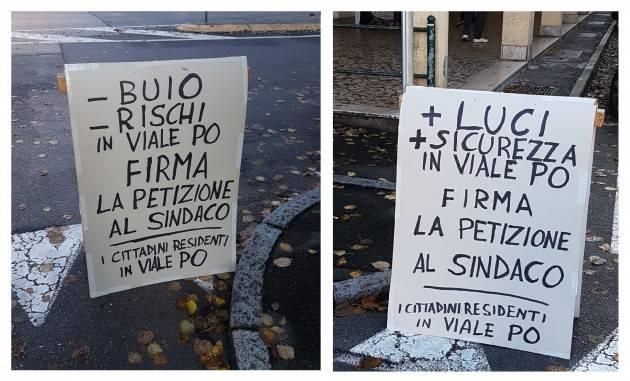 - BUIO
- RISCHI
IN VIALE PO
FIRMA
LA PETIZIONE
AL SINDACO
I CITTADINI RESIDENTI
IN VIALE PO
+ LUCI
+ SICUREZZA
IN VIALE PO
FIRMA
LA PETIZIONE
AL SINDACO
I CITTADINI RESIDENTI
IN VIALE PO